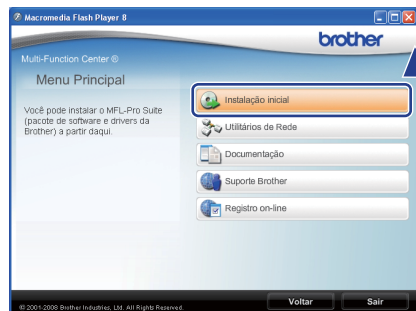 Macromedia Flash Player 8
brother
Multi-Function Center ®
Menu Principal
Você pode instalar o MFL-Pro Suite
(pacote de software e drivers da
Brother) a partir daqui.
Instalação inicial
Utilitários de Rede
Documentação
Suporte Brother
Registro on-line
© 2001-2008 Brother Industries, Ltd. All Rights Reserved.
Voltar
Sair